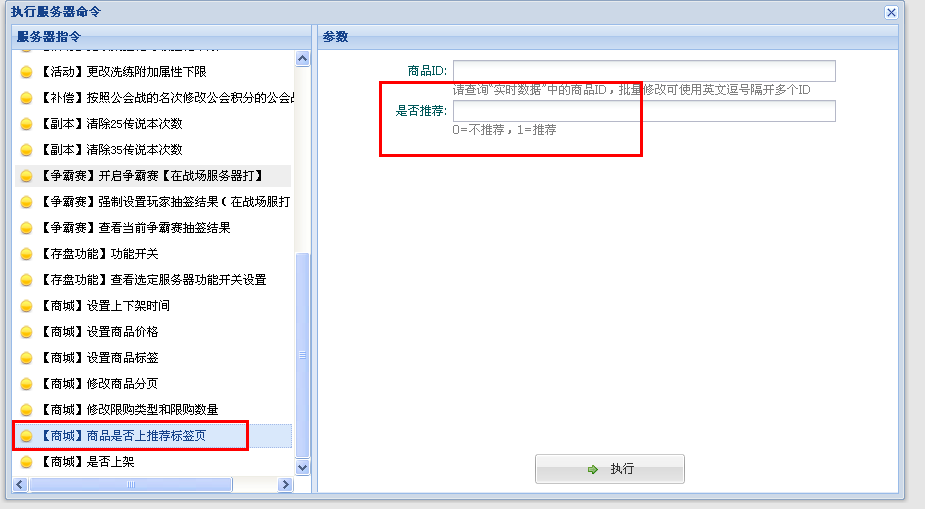 执行服务器命令
服务器指令
【活动】更改洗练附加属性下限
【补偿】按照公会战的名次修改公会积分的公会
【副本】清除25传说本次数
【副本】清除35传说本次数
【争霸赛】开启争霸赛【在战场服务器打】
【争霸赛】强制设置玩家抽签结果（在战场服打
【争霸赛】查看当前争霸赛抽签结果
【存盘功能】功能开关
【存盘功能】查看选定服务器功能开关设置
【商城】设置上下架时间
【商城】设置商品价格
【商城】设置商品标签
【商城】修改商品分页
【商城】修改限购类型和限购数量
【商城】商品是否上推荐标签页
【商城】是否上架
参数
商品ID:
请查询"实时数据"中的商品ID，批量修改可使用英文逗号隔开多个ID
是否推荐:
0=不推荐，1=推荐
执行